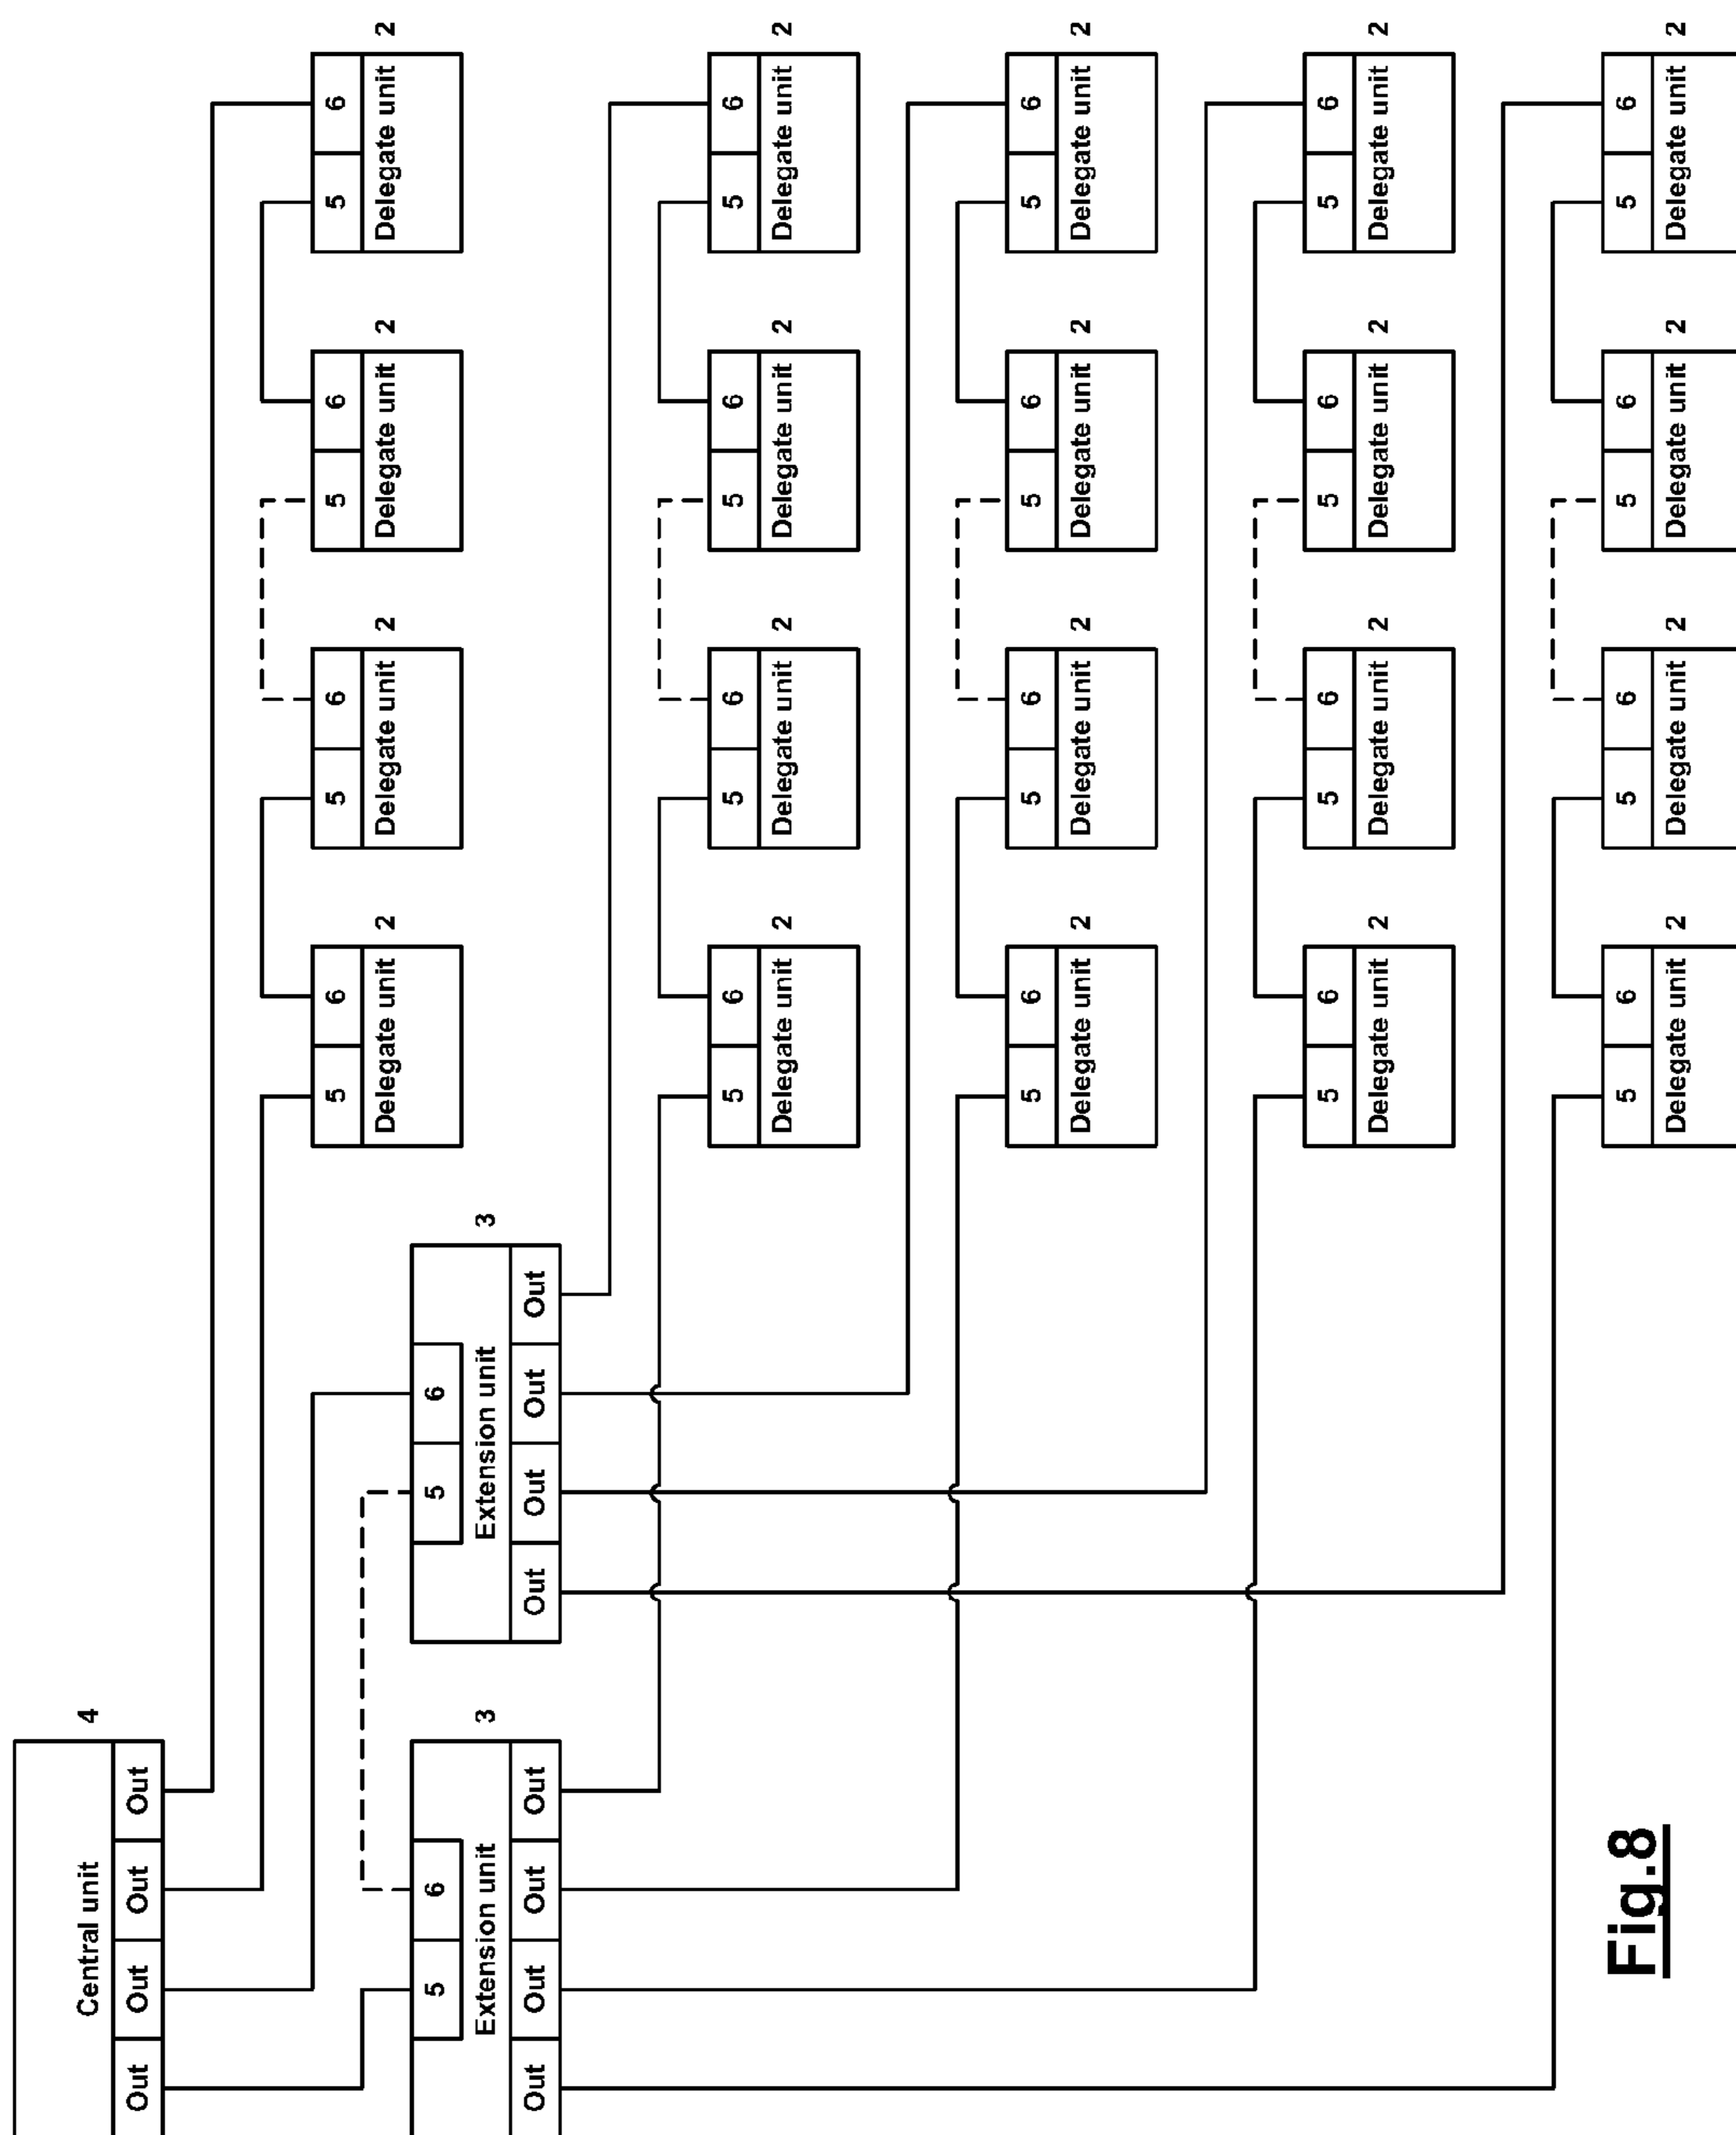 Central unit 4
Out Out Out Out
5 6 5 6 5 6 5 6
Delegate unit 2 Delegate unit 2 Delegate unit 2 Delegate unit 2
5 6 5 6
Extension unit 3 Extension unit 3
Out Out Out Out Out Out Out Out
5 6 5 6 5 6 5 6
Delegate unit 2 Delegate unit 2 Delegate unit 2 Delegate unit 2
5 6 5 6 5 6 5 6
Delegate unit 2 Delegate unit 2 Delegate unit 2 Delegate unit 2
5 6 5 6 5 6 5 6
Delegate unit 2 Delegate unit 2 Delegate unit 2 Delegate unit 2
5 6 5 6 5 6 5 6
Delegate unit 2 Delegate unit 2 Delegate unit 2 Delegate unit 2
Fig.8